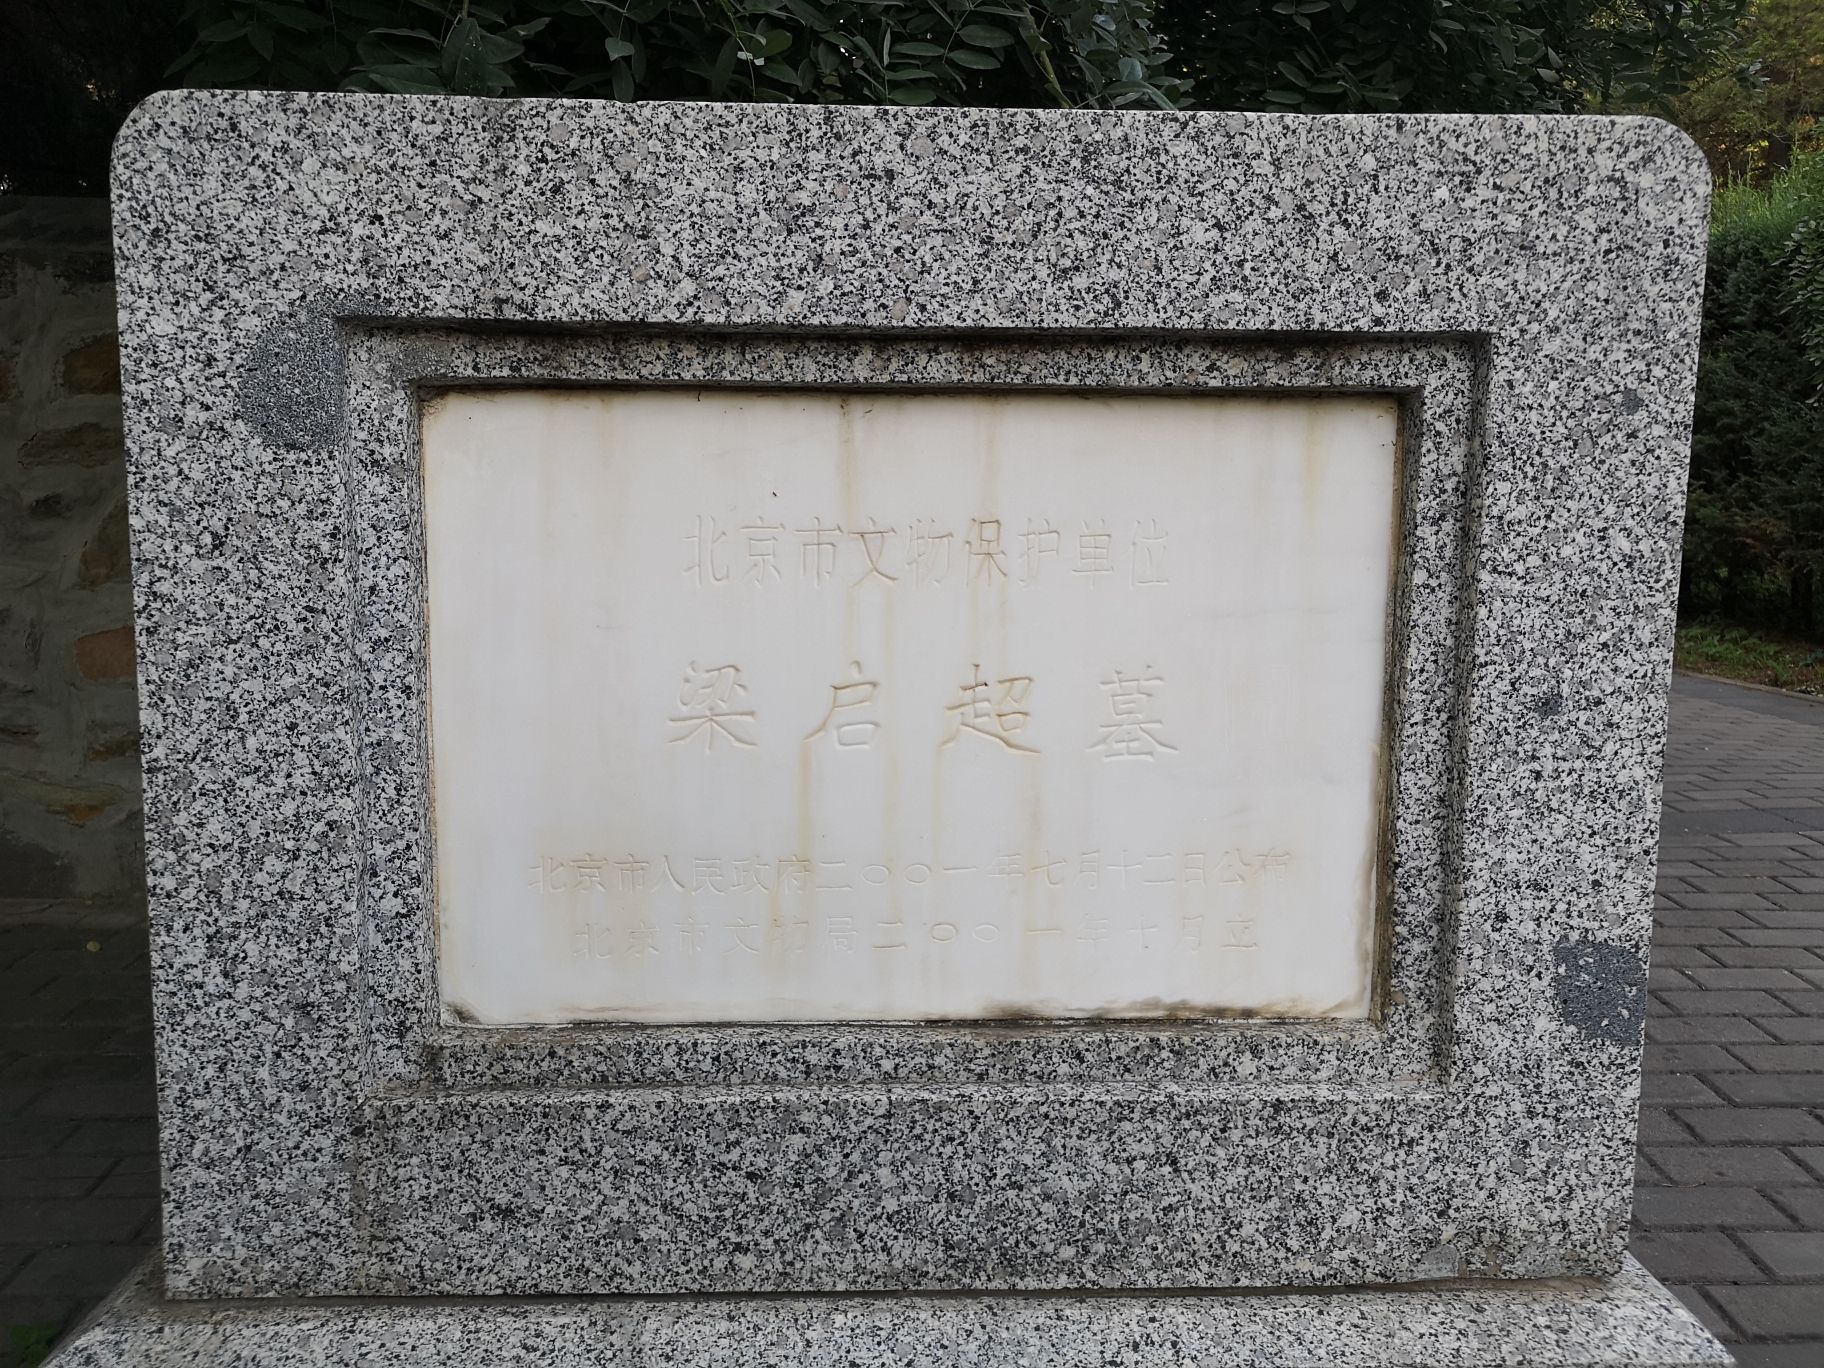 北京市文物保护单位
梁启超墓
北京市人民政府二〇〇一年七月十二日公布
北京市文物局二〇〇一年十月立